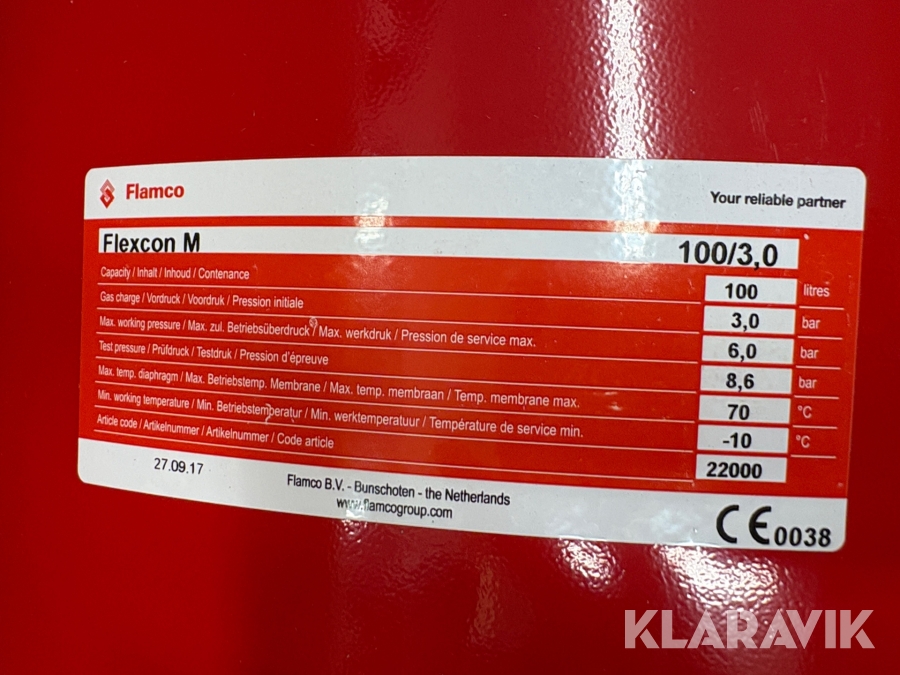 Flamco
Your reliable partner
Flexcon M 100/3,0
Capacity / Inhalt / Inhoud / Contenance 100 litres
Gas charge / Vordruck / Voordruk / Pression initiale 3,0 bar
Max. working pressure / Max. zul. Betriebsüberdruck / Max. werkdruk / Pression de service max. 6,0 bar
Test pressure / Prüfdruck / Testdruk / Pression d'épreuve 8,6 bar
Max. temp. diaphragm / Max. Betriebstemp. Membrane / Max. temp. membraan / Temp. membrane max. 70 °C
Min. working temperature / Min. Betriebstemperatur / Min. werktemperatuur / Température de service min. -10 °C
Article code / Artikelnummer / Artikelnummer / Code article 22000
27.09.17
Flamco B.V. - Bunschoten - the Netherlands
www.flamcogroup.com
CE 0038
KLARAVIK